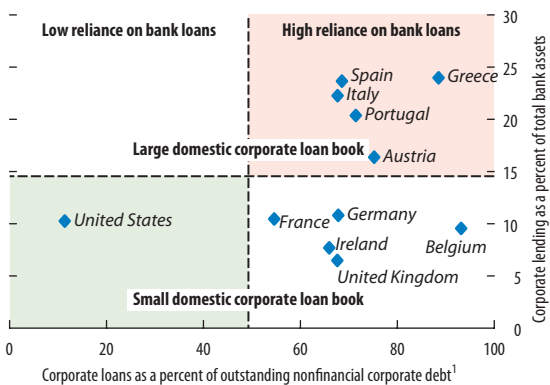 Low reliance on bank loans
High reliance on bank loans
30
25
20
15
10
5
0
Corporate lending as a percent of total bank assets
Spain
Greece
Italy
Portugal
Large domestic corporate loan book
Austria
United States
France
Germany
Ireland
Belgium
United Kingdom
Small domestic corporate loan book
0 20 40 60 80 100
Corporate loans as a percent of outstanding nonfinancial corporate debt¹